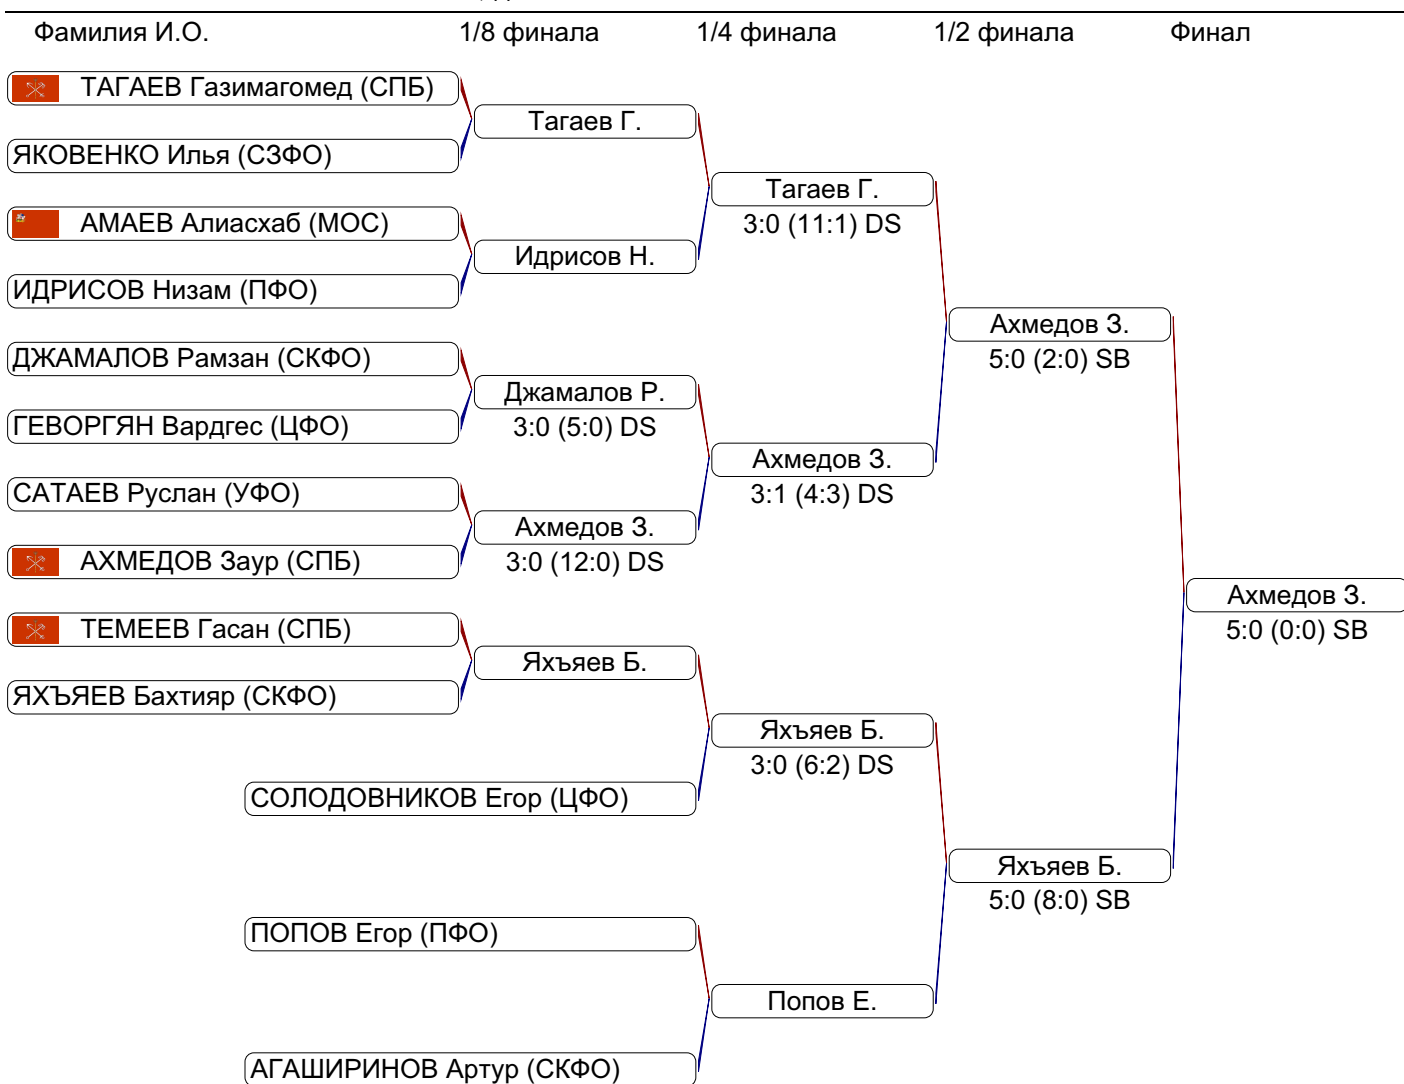 Фамилия И.О. 1/8 финала 1/4 финала 1/2 финала Финал
ТАГАЕВ Газимагомед (СПБ)
Тагаев Г.
ЯКОВЕНКО Илья (СЗФО)
Тагаев Г.
3:0 (11:1) DS
АМАЕВ Алиасхаб (МОС)
Идрисов Н.
ИДРИСОВ Низам (ПФО)
Ахмедов З.
5:0 (2:0) SB
ДЖАМАЛОВ Рамзан (СКФО)
Джамалов Р.
3:0 (5:0) DS
ГЕВОРГЯН Вардгес (ЦФО)
Ахмедов З.
3:1 (4:3) DS
САТАЕВ Руслан (УФО)
Ахмедов З.
3:0 (12:0) DS
АХМЕДОВ Заур (СПБ)
Ахмедов З.
5:0 (0:0) SB
ТЕМЕЕВ Гасан (СПБ)
Яхъяев Б.
ЯХЪЯЕВ Бахтияр (СКФО)
Яхъяев Б.
3:0 (6:2) DS
СОЛОДОВНИКОВ Егор (ЦФО)
Яхъяев Б.
5:0 (8:0) SB
ПОПОВ Егор (ПФО)
Попов Е.
АГАШИРИНОВ Артур (СКФО)